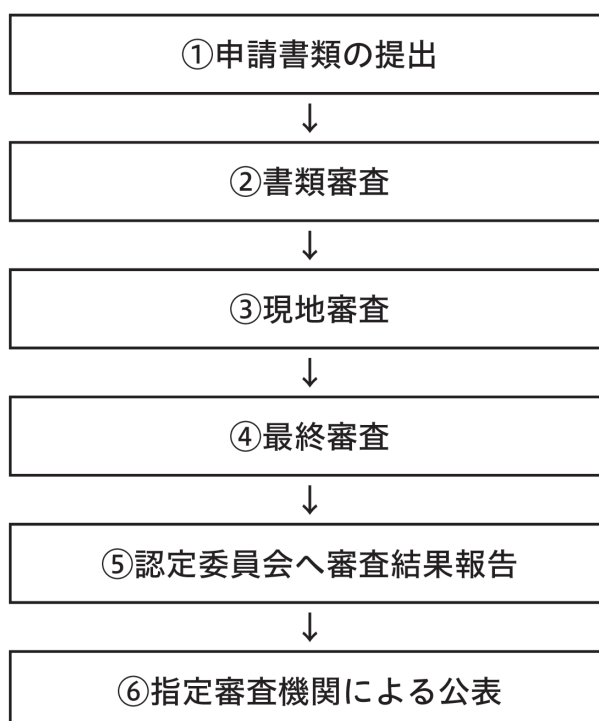 ①申請書類の提出
↓
②書類審査
↓
③現地審査
↓
④最終審査
↓
⑤認定委員会へ審査結果報告
↓
⑥指定審査機関による公表